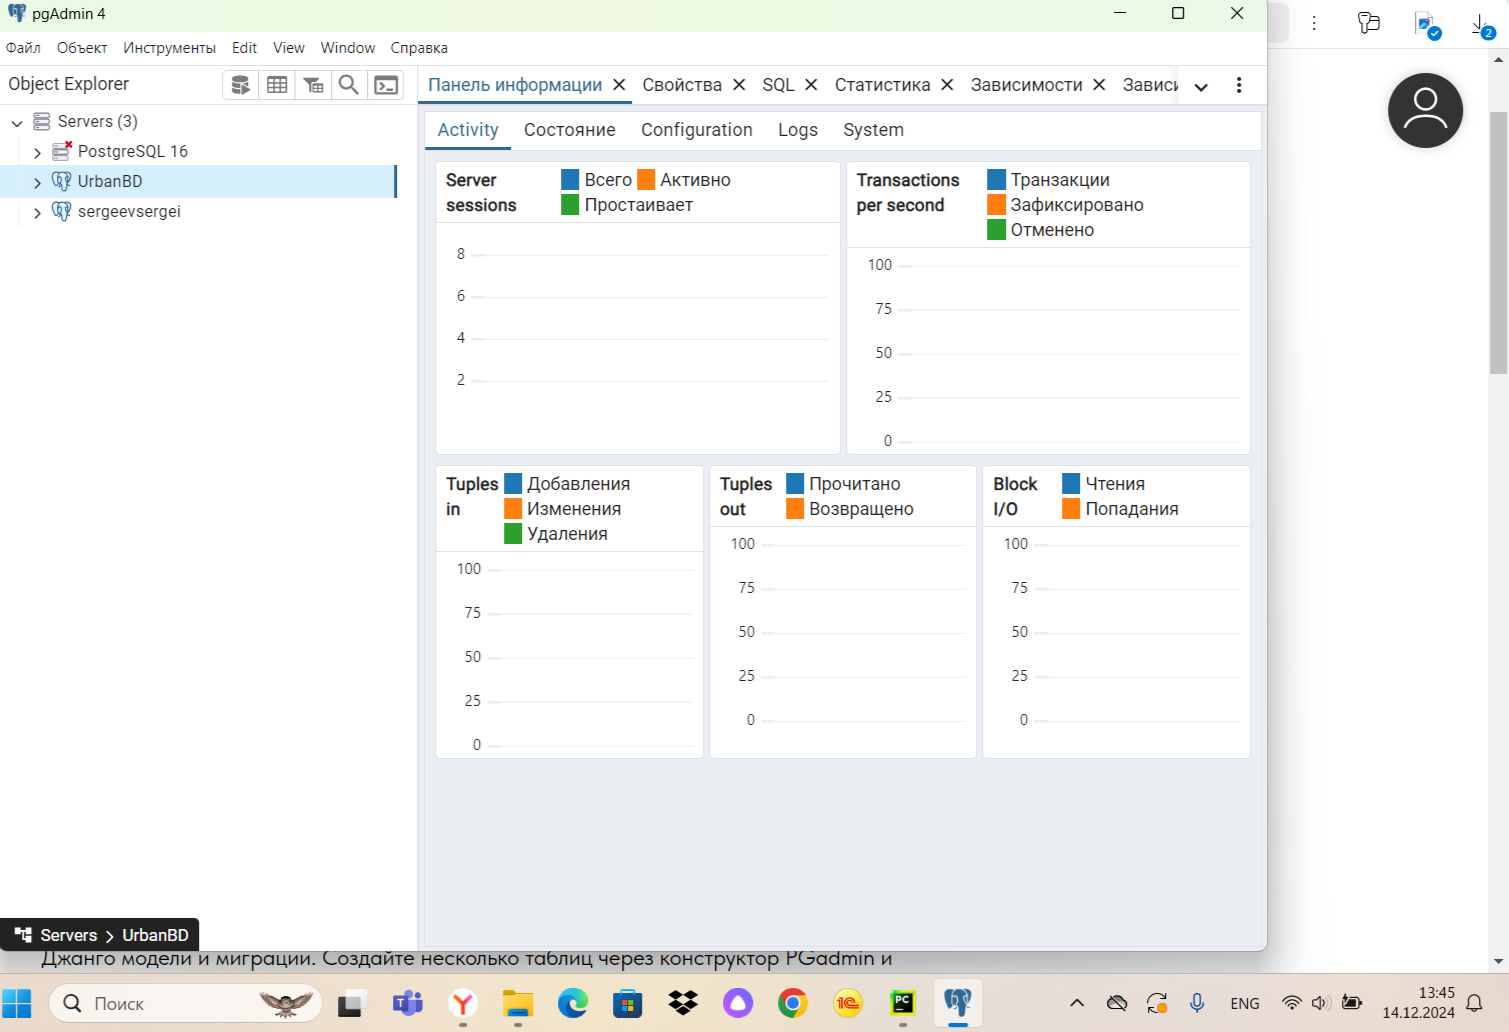 pgAdmin 4
Файл Объект Инструменты Edit View Window Справка
Object Explorer
Панель информации Свойства SQL Статистика Зависимости Зависи
Servers (3)
PostgreSQL 16
UrbanBD
sergeevsergei
Activity Состояние Configuration Logs System
Server sessions
Всего Активно
Простаивает
8
6
4
2
Transactions per second
Транзакции
Зафиксировано
Отменено
100
75
50
25
0
Tuples in
Добавления
Изменения
Удаления
100
75
50
25
0
Tuples out
Прочитано
Возвращено
100
75
50
25
0
Block I/O
Чтения
Попадания
100
75
50
25
0
Servers > UrbanBD
Джанго модели и миграции. Создайте несколько таблиц через конструктор PGadmin и
2
Поиск
T
Y
1C
PC
ENG
13:45
14.12.2024